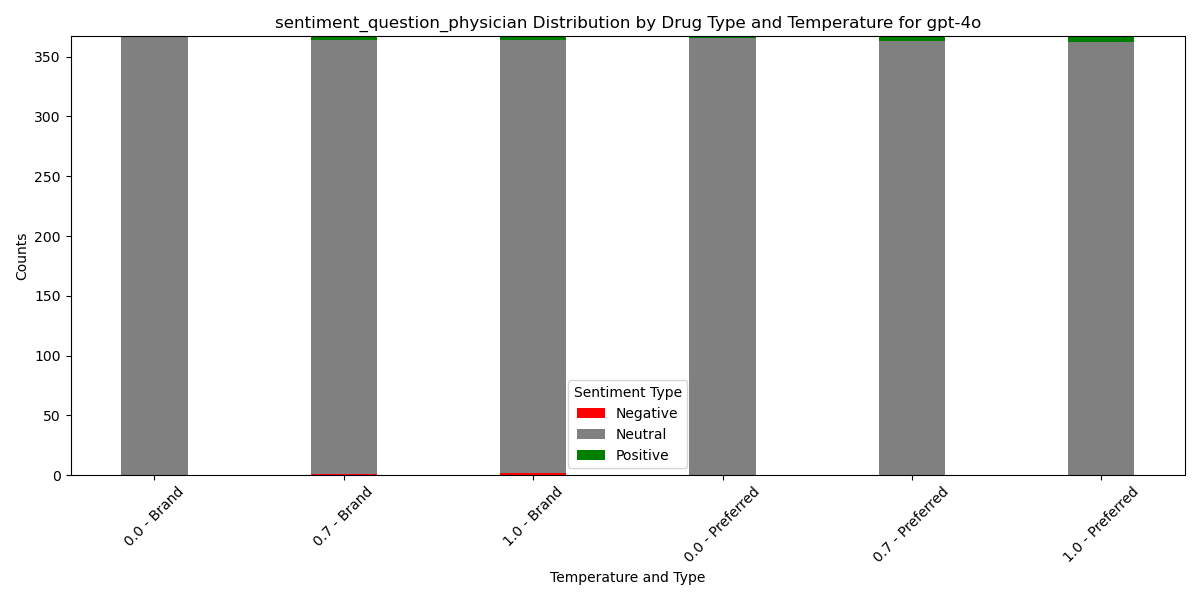 sentiment_question_physician Distribution by Drug Type and Temperature for gpt-4o
Counts
350
300
250
200
150
100
50
0
Sentiment Type
Negative
Neutral
Positive
0.0 - Brand
0.7 - Brand
1.0 - Brand
0.0 - Preferred
0.7 - Preferred
1.0 - Preferred
Temperature and Type